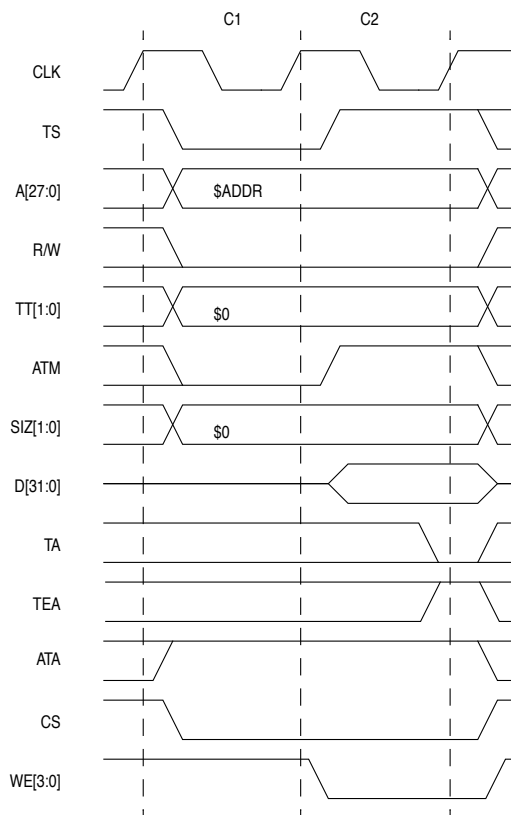 C1 C2
CLK
TS
A[27:0] $ADDR
R/W
TT[1:0] $0
ATM
SIZ[1:0] $0
D[31:0]
TA
TEA
ATA
CS
WE[3:0]